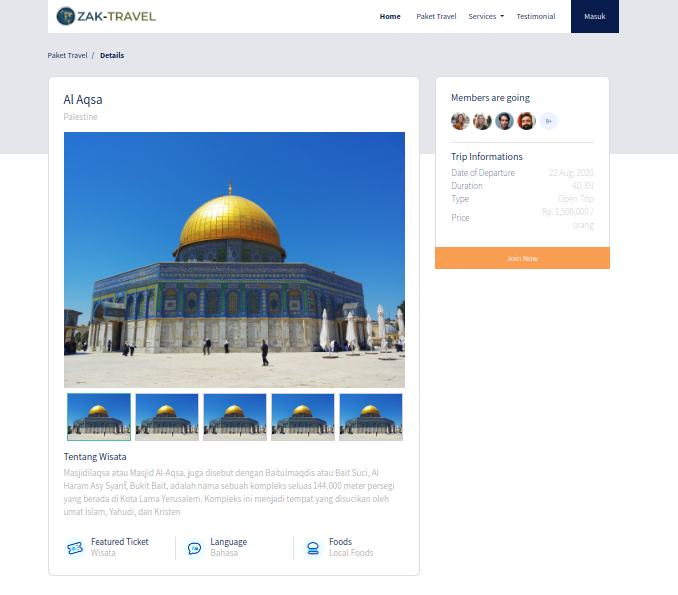 ZAK-TRAVEL
Home Paket Travel Services Testimonial Masuk
Paket Travel / Details
Al Aqsa
Palestine
Tentang Wisata
Masjidilaqsa atau Masjid Al-Aqsa, juga disebut dengan Baitulmaqdis atau Bait Suci, Al
Haram Asy Syarif, Bukit Bait, adalah nama sebuah kompleks seluas 144.000 meter persegi
yang berada di Kota Lama Yerusalem. Kompleks ini menjadi tempat yang disucikan oleh
umat Islam, Yahudi, dan Kristen
Featured Ticket
Wisata
Language
Bahasa
Foods
Local Foods
Members are going
9+
Trip Informations
Date of Departure 22 Aug, 2020
Duration 4D 3N
Type Open Trip
Price Rp. 1,500,000 /
orang
Join Now